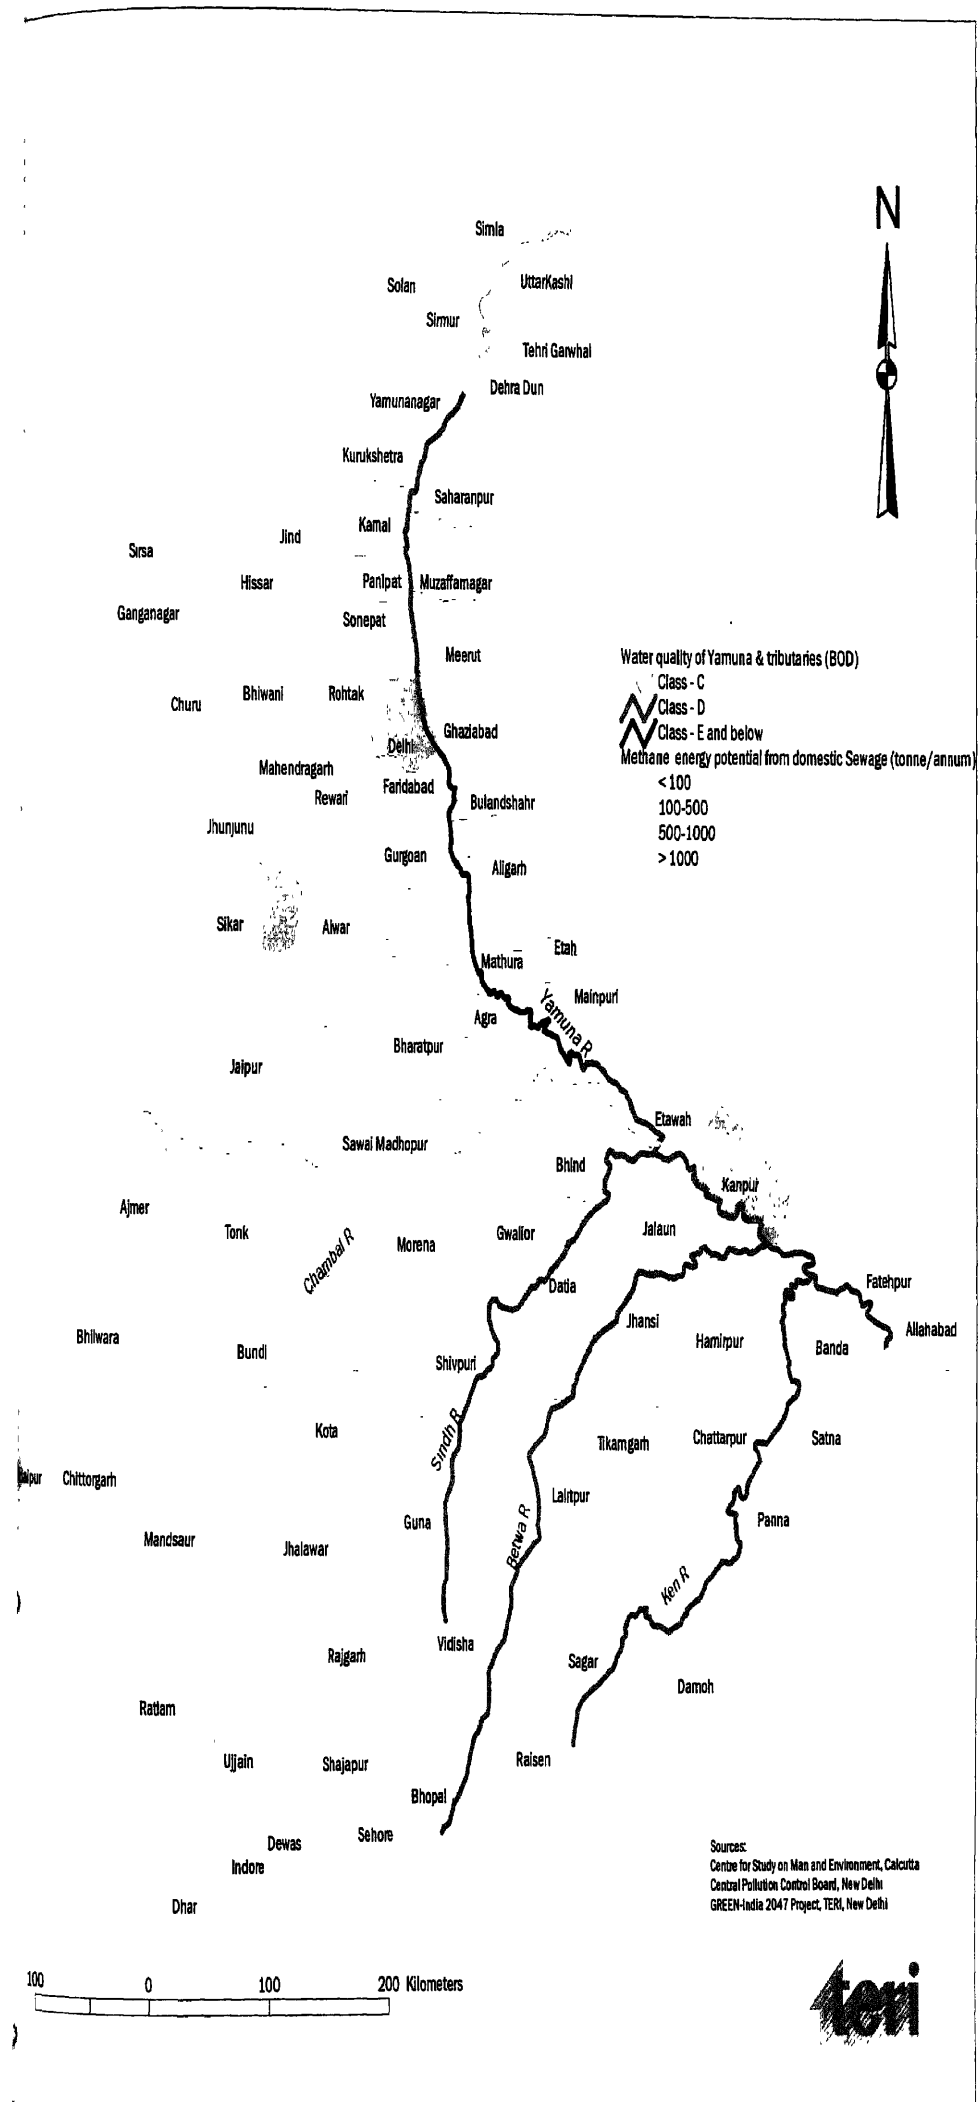 N
Simla
Solan
UttarKashi
Sirmur
Tehri Garwhal
Dehra Dun
Yamunanagar
Kurukshetra
Saharanpur
Kamal
Jind
Sirsa
Hissar
Panipat
Muzaffarnagar
Ganganagar
Sonepat
Meerut
Water quality of Yamuna & tributaries (BOD)
Class - C
Class - D
Class - E and below
Methane energy potential from domestic Sewage (tonne/annum)
<100
100-500
500-1000
>1000
Churu
Bhiwani
Rohtak
Ghaziabad
Delhi
Mahendragarh
Faridabad
Rewari
Bulandshahr
Jhunjunu
Gurgoan
Aligarh
Sikar
Alwar
Etah
Mathura
Mainpuri
Yamuna R
Agra
Bharatpur
Jaipur
Etawah
Sawai Madhopur
Bhind
Kanpur
Ajmer
Tonk
Chambal R
Morena
Gwalior
Jalaun
Datia
Fatehpur
Jhansi
Allahabad
Bhilwara
Bundi
Hamirpur
Banda
Shivpuri
Sindh R
Kota
Tikamgarh
Chattarpur
Satna
Chittorgarh
Lalitpur
Guna
Betwa R
Panna
Mandsaur
Jhalawar
Ken R
Vidisha
Rajgarh
Sagar
Damoh
Ratlam
Ujjain
Shajapur
Raisen
Bhopal
Sehore
Dewas
Indore
Dhar
Sources:
Centre for Study on Man and Environment, Calcutta
Central Pollution Control Board, New Delhi
GREEN-India 2047 Project, TERI, New Delhi
100 0 100 200 Kilometers
teri